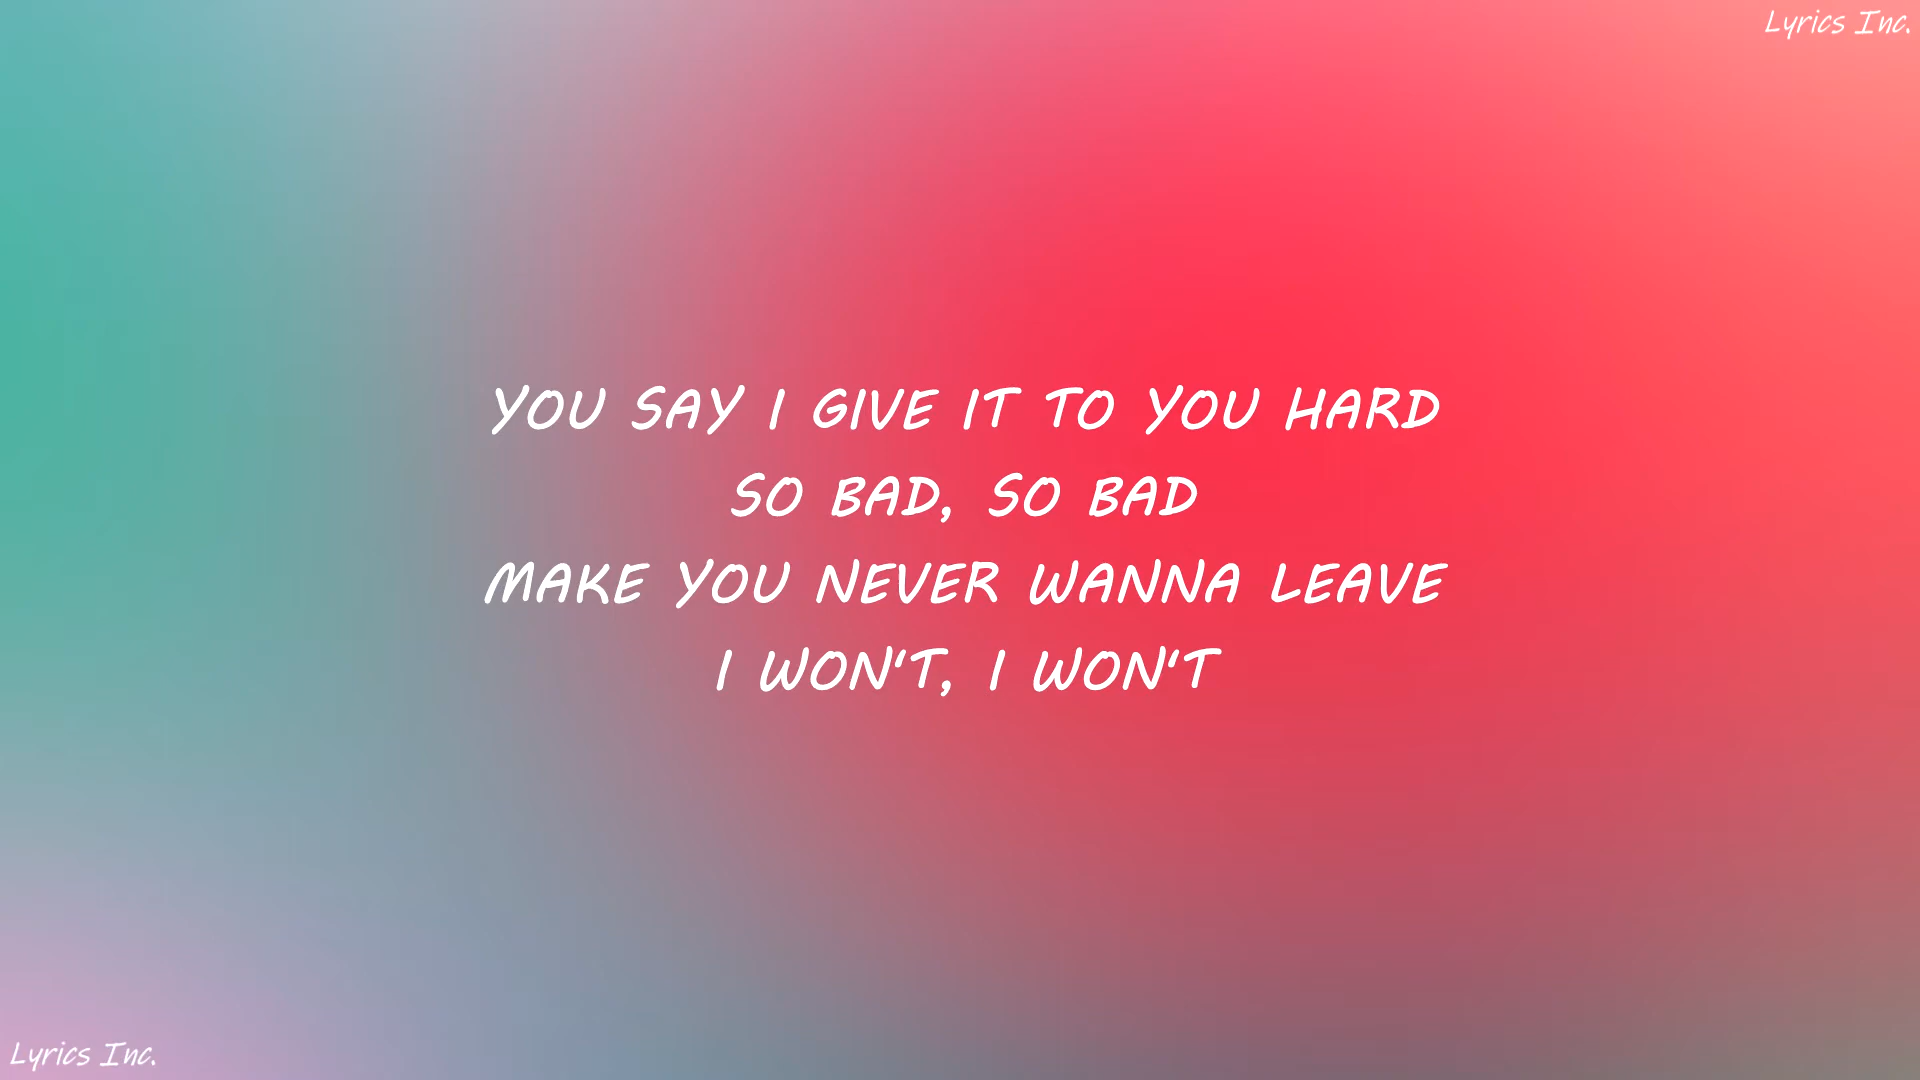 Lyrics Inc.
YOU SAY I GIVE IT TO YOU HARD
SO BAD, SO BAD
MAKE YOU NEVER WANNA LEAVE
I WON'T, I WON'T
Lyrics Inc.